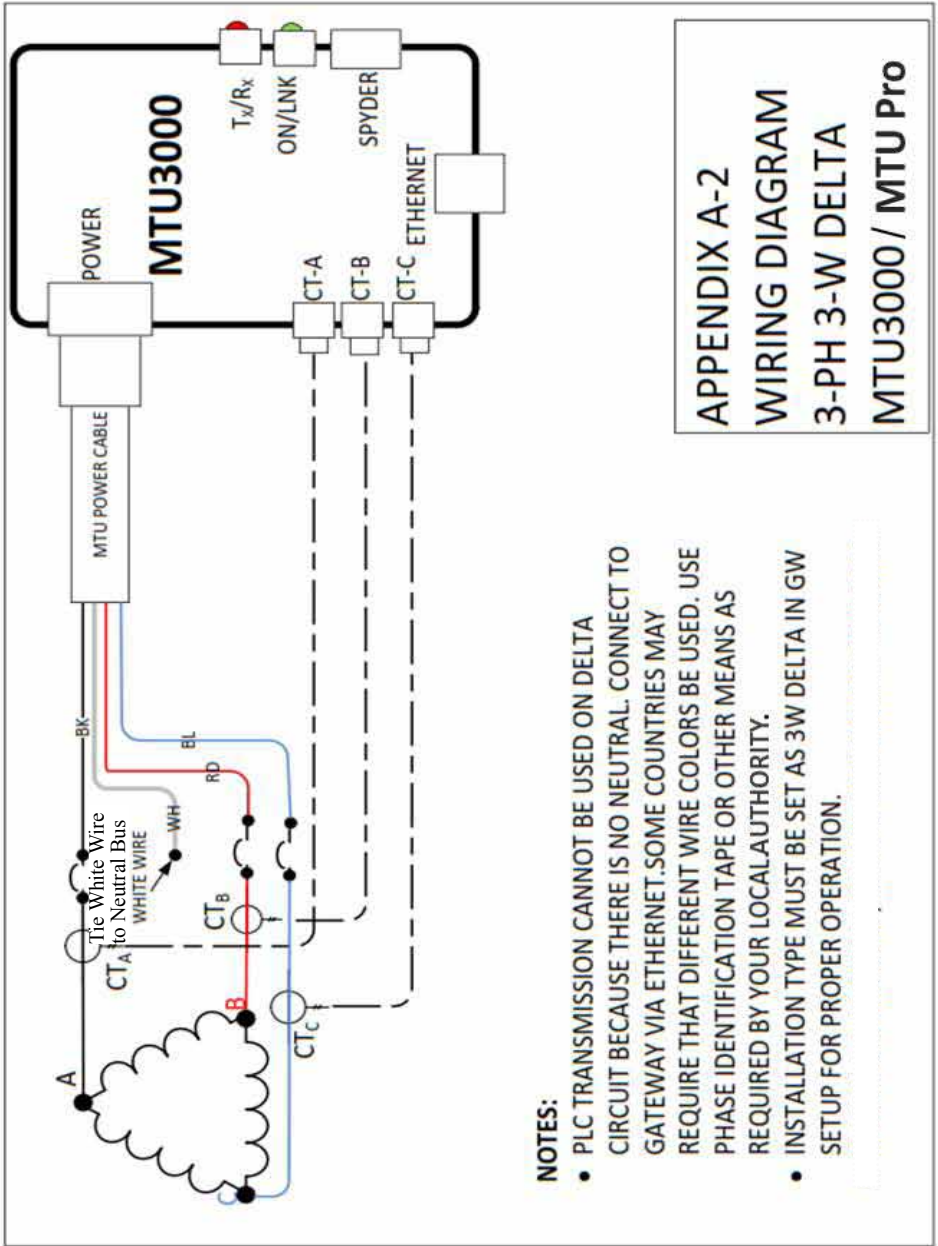 POWER
MTU3000
TX/RX
ON/LNK
SPYDER
ETHERNET
CT-A
CT-B
CT-C
MTU POWER CABLE
BK
BL
RD
WH
Tie White Wire
to Neutral Bus
WHITE WIRE
CTA
CTB
CTC
A
B
C
NOTES:
• PLC TRANSMISSION CANNOT BE USED ON DELTA
CIRCUIT BECAUSE THERE IS NO NEUTRAL. CONNECT TO
GATEWAY VIA ETHERNET.SOME COUNTRIES MAY
REQUIRE THAT DIFFERENT WIRE COLORS BE USED. USE
PHASE IDENTIFICATION TAPE OR OTHER MEANS AS
REQUIRED BY YOUR LOCAL.AUTHORITY.
• INSTALLATION TYPE MUST BE SET AS 3W DELTA IN GW
SETUP FOR PROPER OPERATION.
APPENDIX A-2
WIRING DIAGRAM
3-PH 3-W DELTA
MTU3000 / MTU Pro